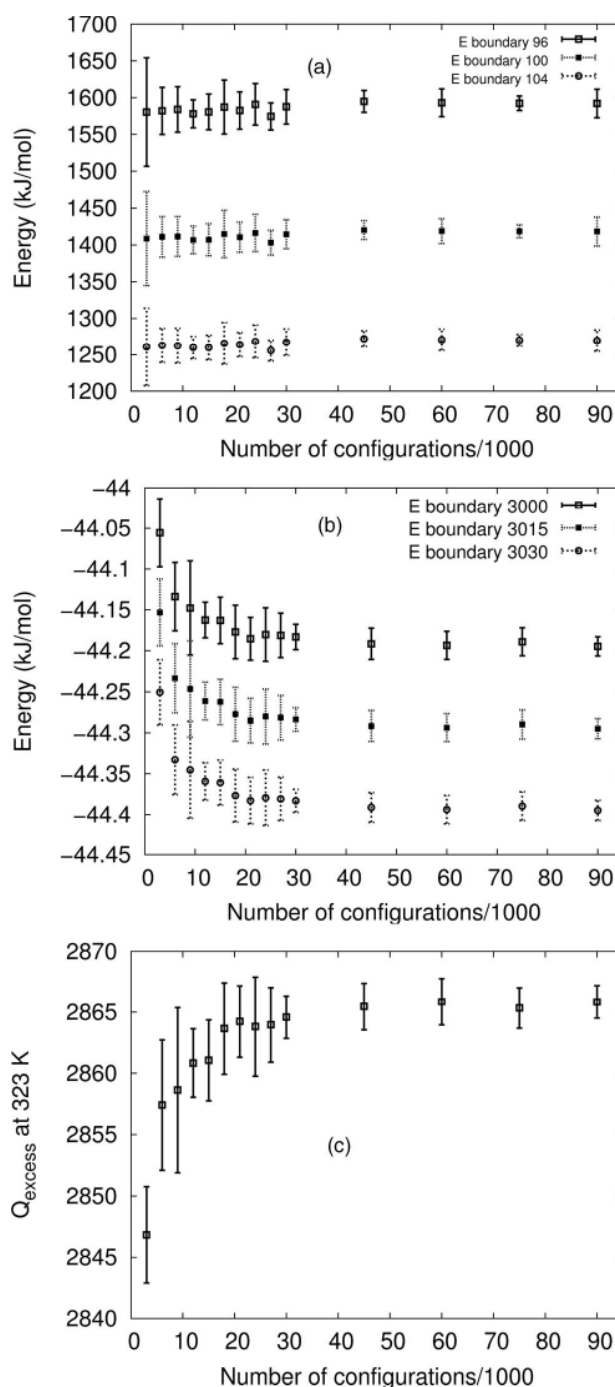 1700
1650
1600
1550
1500
1450
1400
1350
1300
1250
1200
Energy (kJ/mol)
(a)
E boundary 96
E boundary 100
E boundary 104
0 10 20 30 40 50 60 70 80 90
Number of configurations/1000
−44
−44.05
−44.1
−44.15
−44.2
−44.25
−44.3
−44.35
−44.4
−44.45
Energy (kJ/mol)
(b)
E boundary 3000
E boundary 3015
E boundary 3030
0 10 20 30 40 50 60 70 80 90
Number of configurations/1000
2870
2865
2860
2855
2850
2845
2840
Qexcess at 323 K
(c)
0 10 20 30 40 50 60 70 80 90
Number of configurations/1000